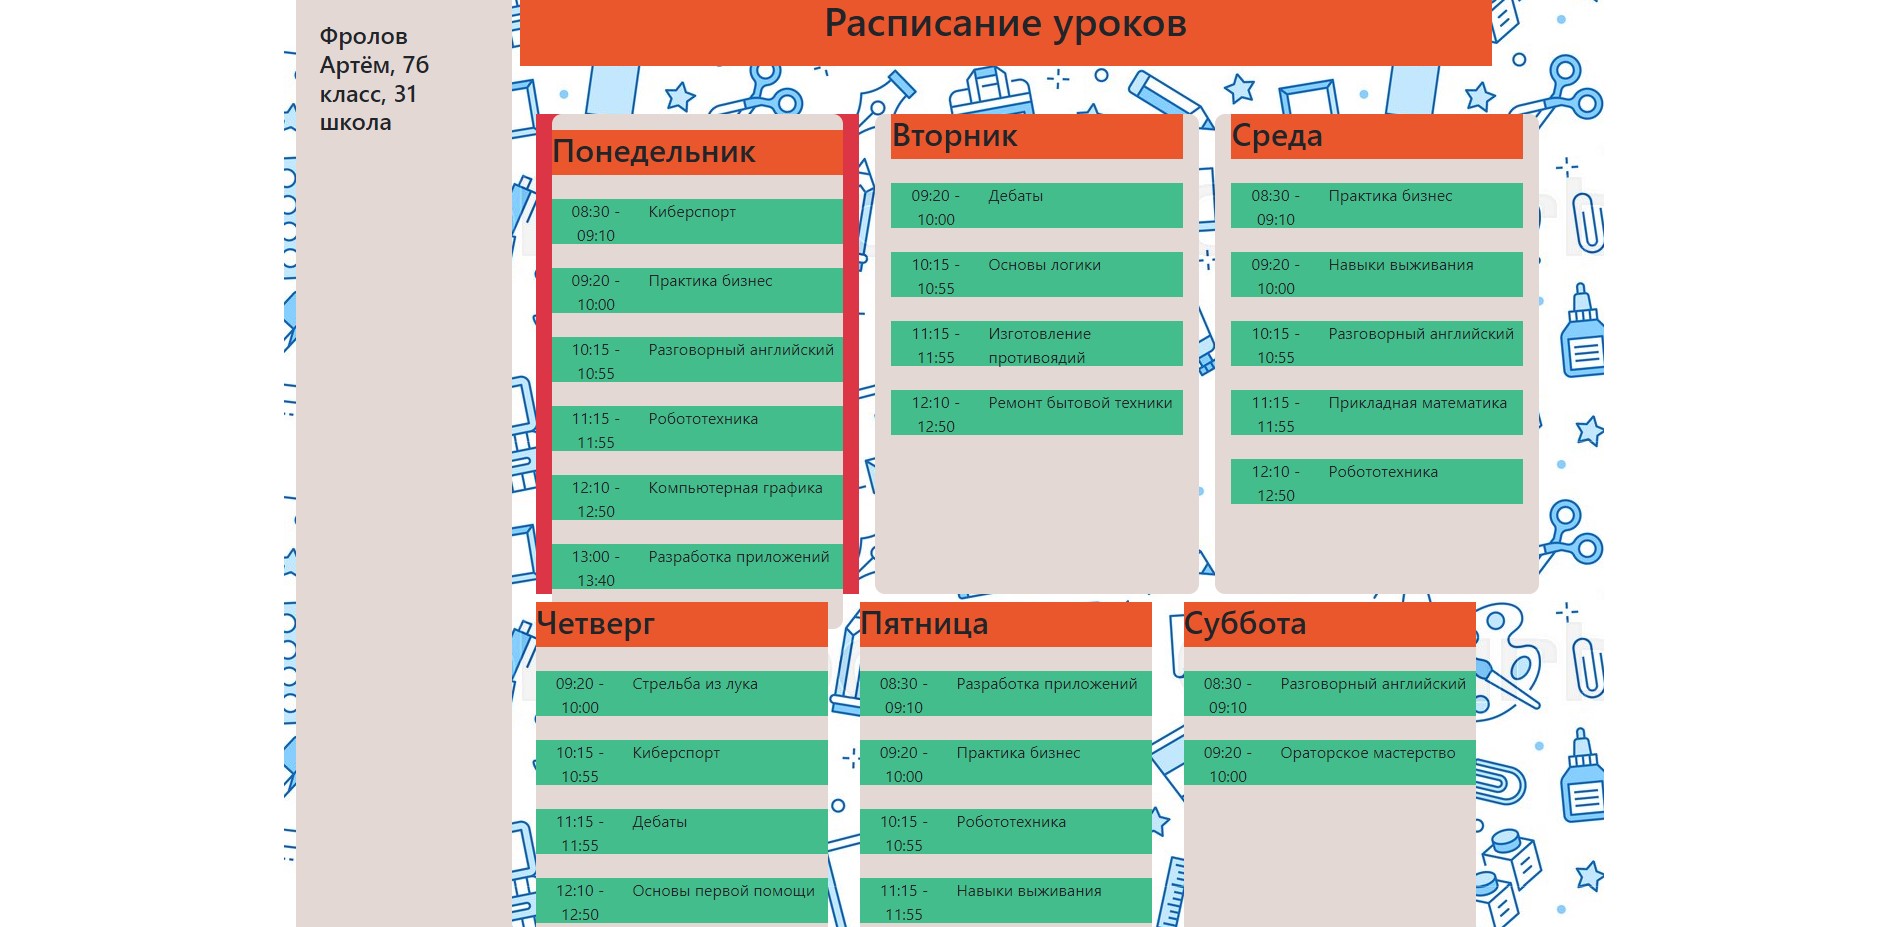 Фролов
Артём, 7б
класс, 31
школа
Расписание уроков
Понедельник
08:30 - Киберспорт
09:10
09:20 - Практика бизнес
10:00
10:15 - Разговорный английский
10:55
11:15 - Робототехника
11:55
12:10 - Компьютерная графика
12:50
13:00 - Разработка приложений
13:40
Вторник
09:20 - Дебаты
10:00
10:15 - Основы логики
10:55
11:15 - Изготовление
11:55 противоядий
12:10 - Ремонт бытовой техники
12:50
Среда
08:30 - Практика бизнес
09:10
09:20 - Навыки выживания
10:00
10:15 - Разговорный английский
10:55
11:15 - Прикладная математика
11:55
12:10 - Робототехника
12:50
Четверг
09:20 - Стрельба из лука
10:00
10:15 - Киберспорт
10:55
11:15 - Дебаты
11:55
12:10 - Основы первой помощи
12:50
Пятница
08:30 - Разработка приложений
09:10
09:20 - Практика бизнес
10:00
10:15 - Робототехника
10:55
11:15 - Навыки выживания
11:55
Суббота
08:30 - Разговорный английский
09:10
09:20 - Ораторское мастерство
10:00